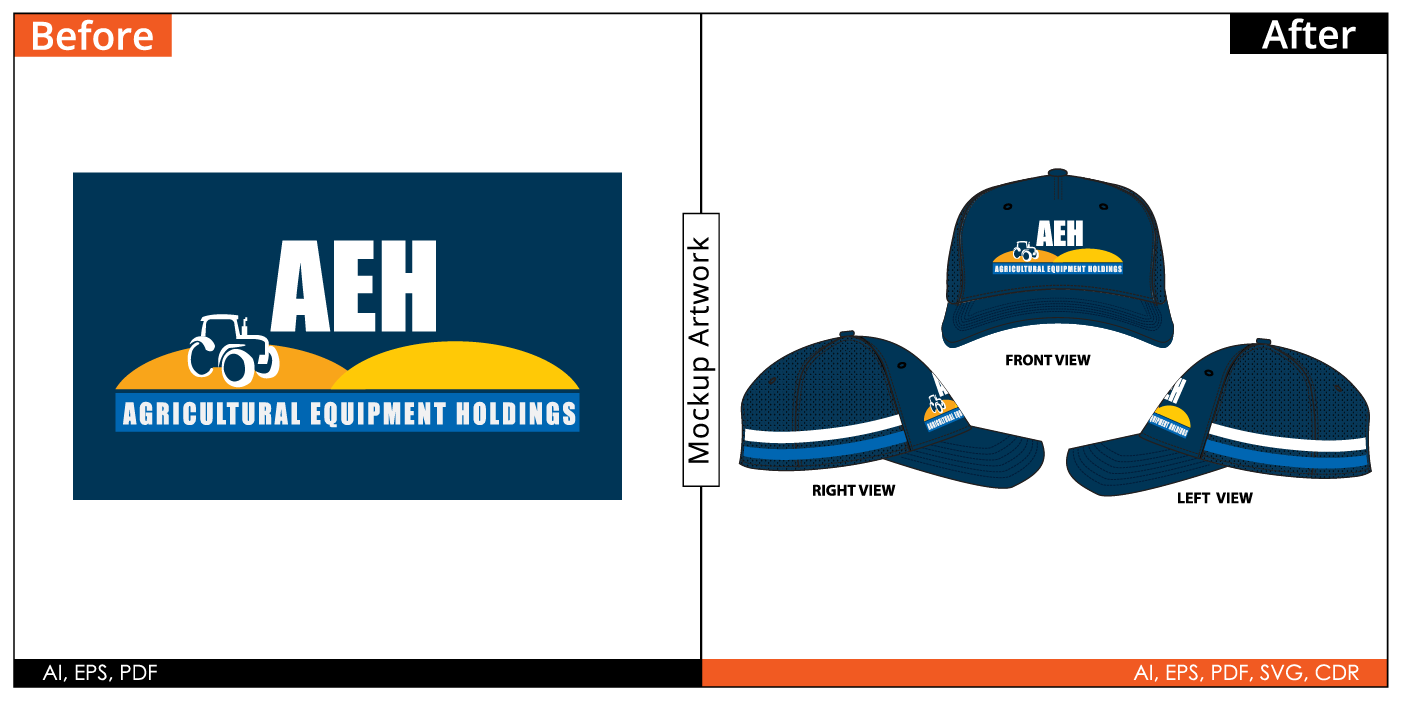 Before
After
AEH
AGRICULTURAL EQUIPMENT HOLDINGS
Mockup Artwork
AEH
AGRICULTURAL EQUIPMENT HOLDINGS
FRONT VIEW
RIGHT VIEW
LEFT VIEW
AI, EPS, PDF
AI, EPS, PDF, SVG, CDR